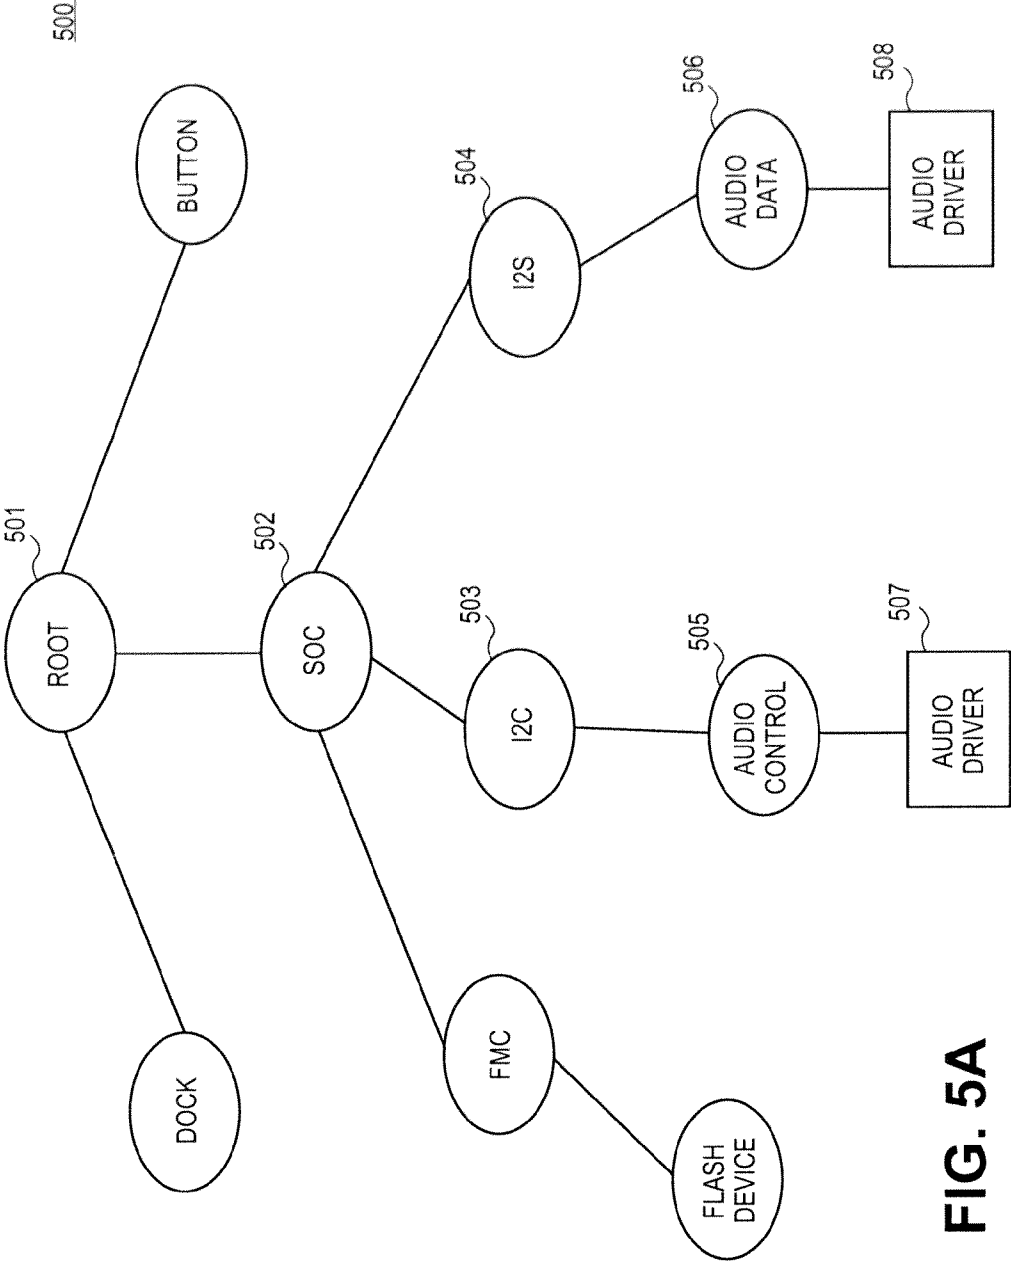 500
501
ROOT
DOCK
BUTTON
502
SOC
503
504
FMC
I2C
I2S
505
506
FLASH
DEVICE
AUDIO
CONTROL
AUDIO
DATA
507
508
AUDIO
DRIVER
AUDIO
DRIVER
FIG. 5A